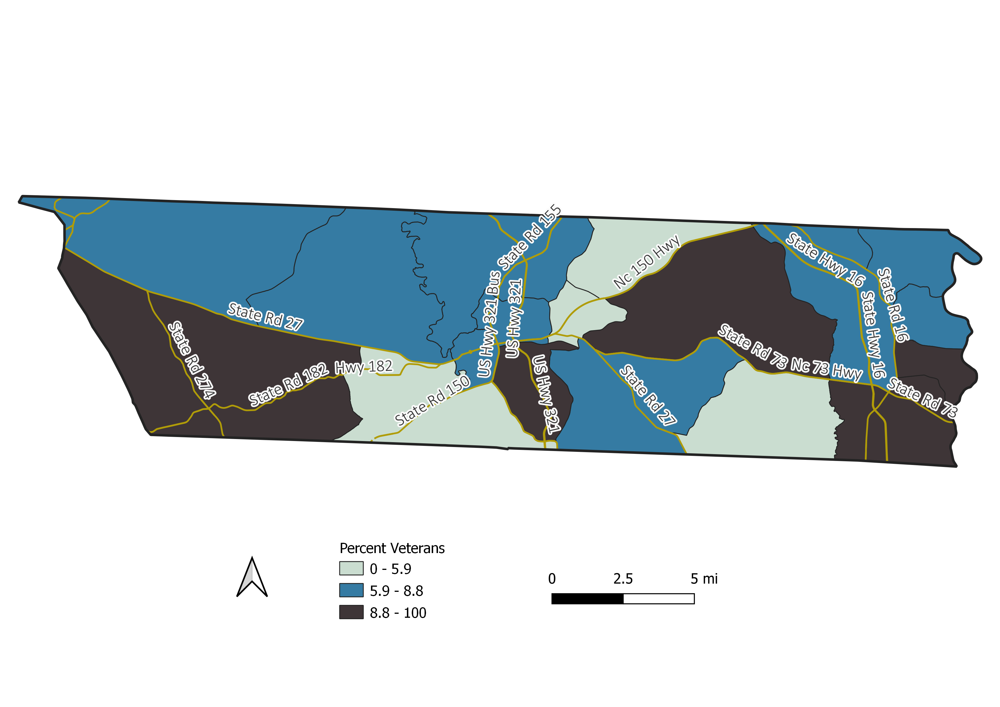 State Rd 155
Nc 150 Hwy
State Hwy 16
State Rd 16
US Hwy 321 Bus
US Hwy 321
State Hwy 16
State Rd 27
State Rd 274
State Rd 182
Hwy 182
State Rd 150
US Hwy 321
State Rd 27
State Rd 73
Nc 73 Hwy
State Rd 73
Percent Veterans
0 - 5.9
5.9 - 8.8
8.8 - 100
0 2.5 5 mi